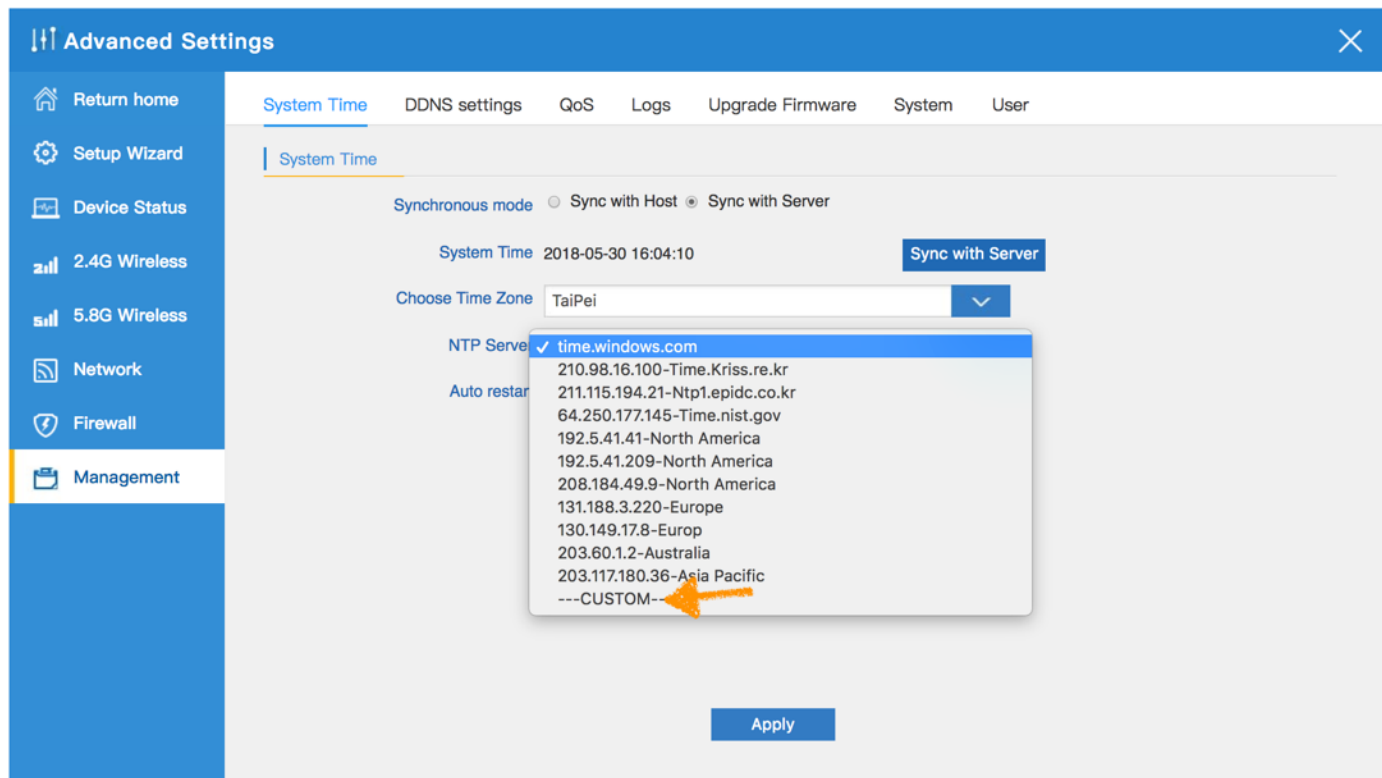 Advanced Settings
Return home
Setup Wizard
Device Status
2.4G Wireless
5.8G Wireless
Network
Firewall
Management
System Time DDNS settings QoS Logs Upgrade Firmware System User
System Time
Synchronous mode Sync with Host Sync with Server
System Time 2018-05-30 16:04:10 Sync with Server
Choose Time Zone TaiPei
NTP Server time.windows.com
210.98.16.100-Time.Kriss.re.kr
211.115.194.21-Ntp1.epidc.co.kr
64.250.177.145-Time.nist.gov
Auto restar
192.5.41.41-North America
192.5.41.209-North America
208.184.49.9-North America
131.188.3.220-Europe
130.149.17.8-Europ
203.60.1.2-Australia
203.117.180.36-Asia Pacific
---CUSTOM--
Apply